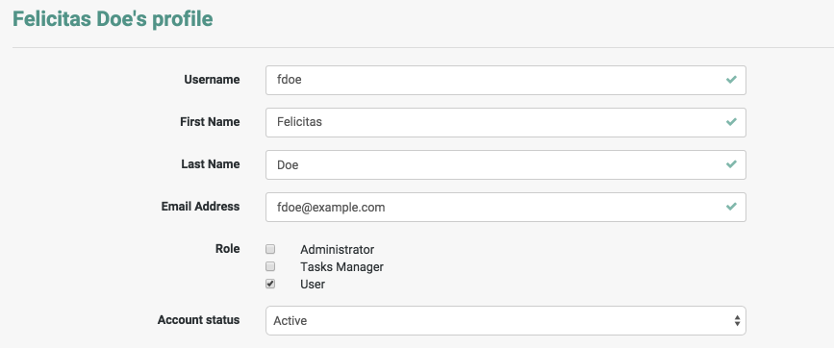 Felicitas Doe's profile
Username fdoe
First Name Felicitas
Last Name Doe
Email Address fdoe@example.com
Role Administrator
Tasks Manager
User
Account status Active